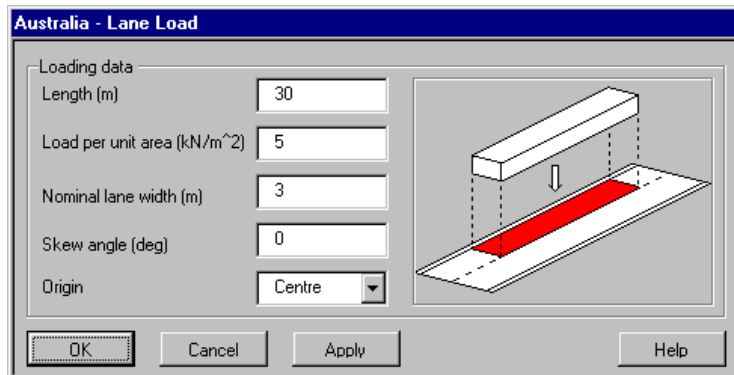 Australia - Lane Load
Loading data
Length (m) 30
Load per unit area (kN/m^2) 5
Nominal lane width (m) 3
Skew angle (deg) 0
Origin Centre
OK Cancel Apply Help